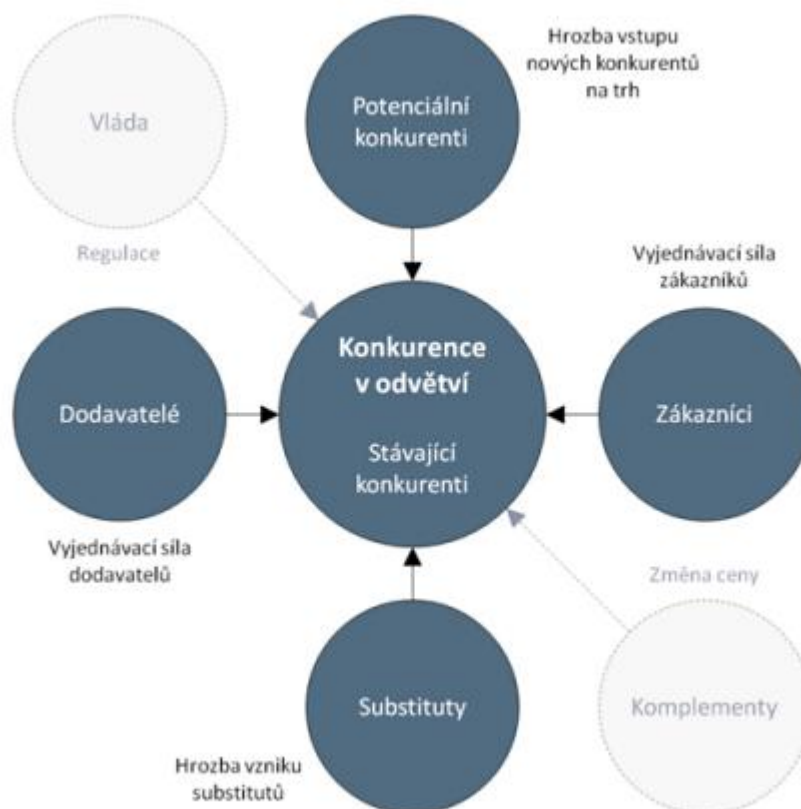 Hrozba vstupu
nových konkurentů
na trh
Vláda
Potenciální
konkurenti
Regulace
Vyjednávací síla
zákazníků
Konkurence
v odvětví
Dodavatelé
Zákazníci
Stávající
konkurenti
Vyjednávací síla
dodavatelů
Změna ceny
Substituty
Komplementy
Hrozba vzniku
substitutů